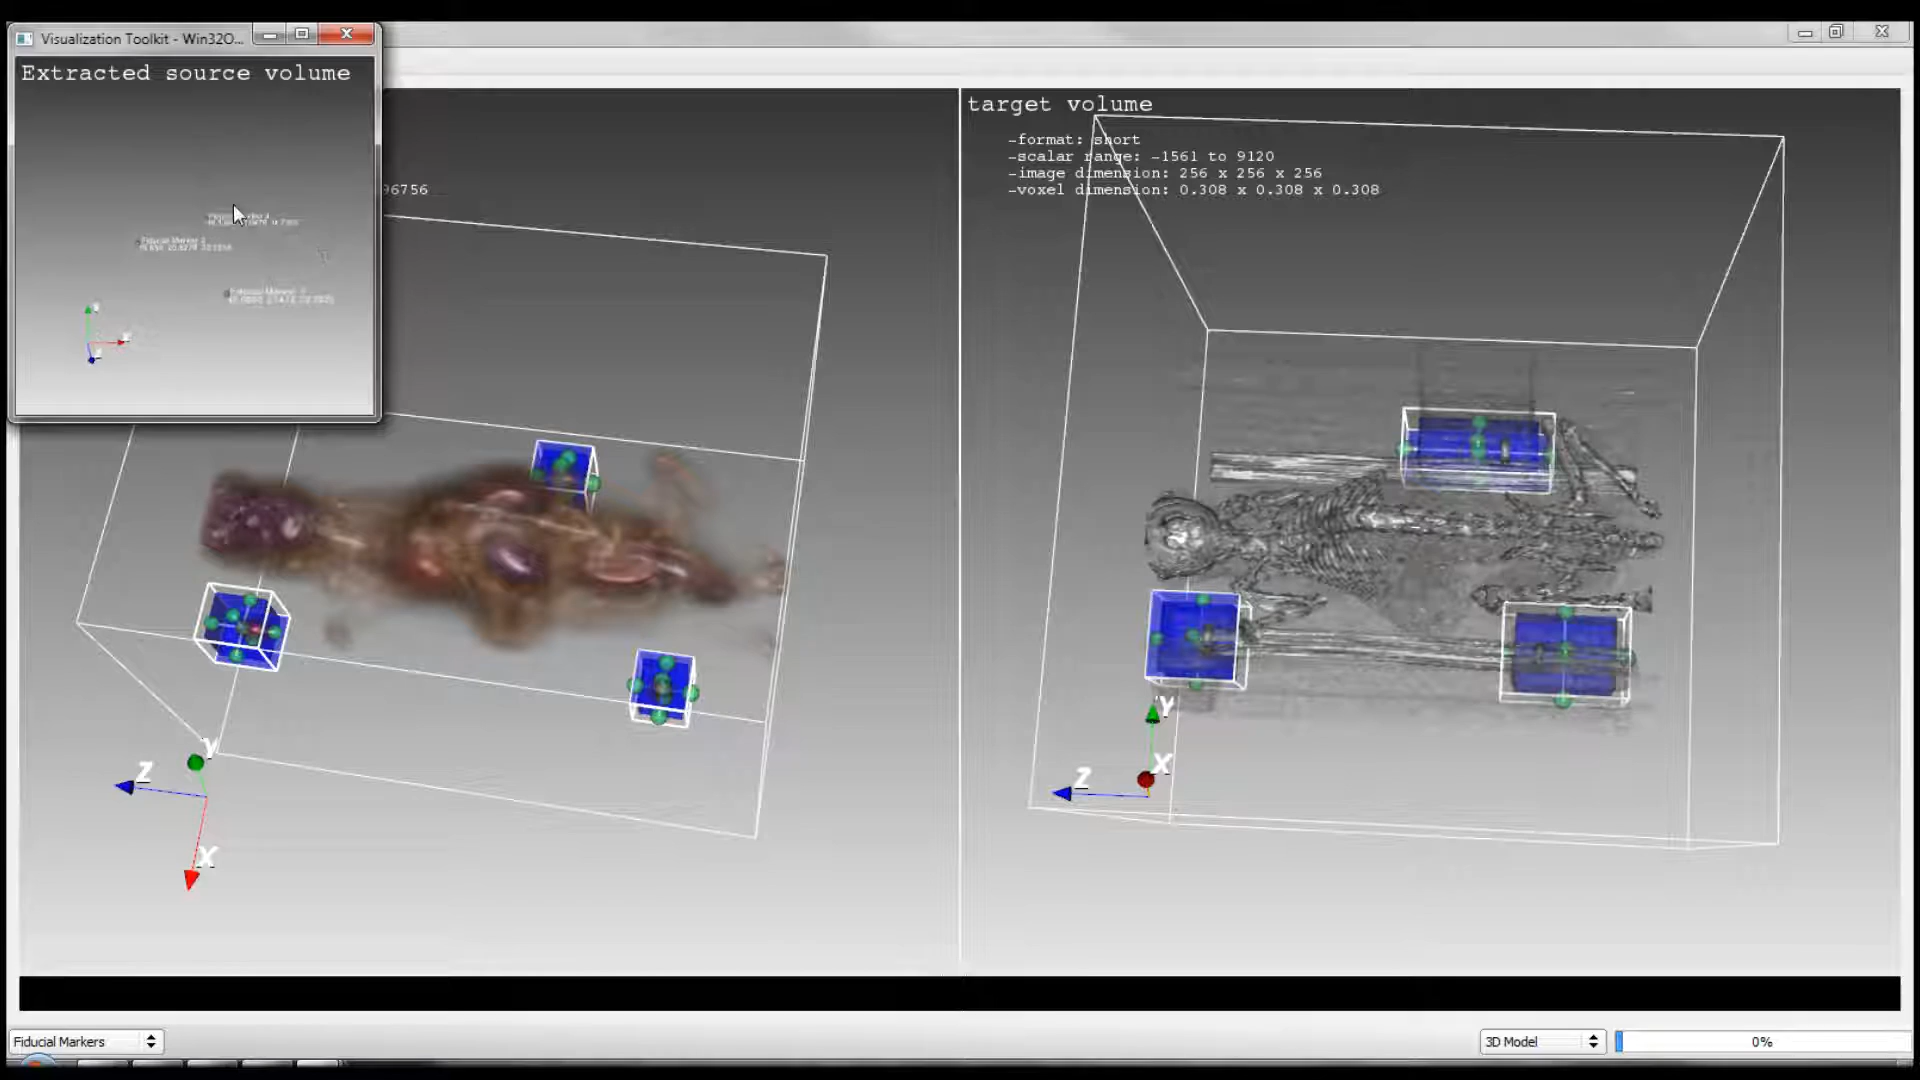 Visualization Toolkit - Win32O...
Extracted source volume
96756
Z
Y
X
target volume
-format: short
-scalar range: -1561 to 9120
-image dimension: 256 x 256 x 256
-voxel dimension: 0.308 x 0.308 x 0.308
Y
X
Z
Fiducial Markers
3D Model
0%